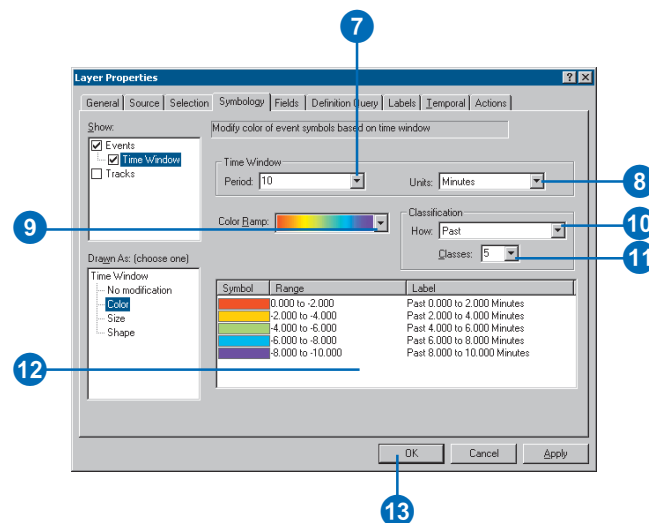 7
Layer Properties
General Source Selection Symbology Fields Definition Query Labels Temporal Actions
Show:
Modify color of event symbols based on time window
Events
Time Window
Tracks
Time Window
Period: 10
Units: Minutes
8
9
Color Ramp:
Classification
How: Past
10
Classes: 5
11
Drawn As: (choose one)
Time Window
No modification
Color
Size
Shape
Symbol Range Label
0.000 to -2.000 Past 0.000 to 2.000 Minutes
-2.000 to -4.000 Past 2.000 to 4.000 Minutes
-4.000 to -6.000 Past 4.000 to 6.000 Minutes
-6.000 to -8.000 Past 6.000 to 8.000 Minutes
-8.000 to -10.000 Past 8.000 to 10.000 Minutes
12
OK Cancel Apply
13